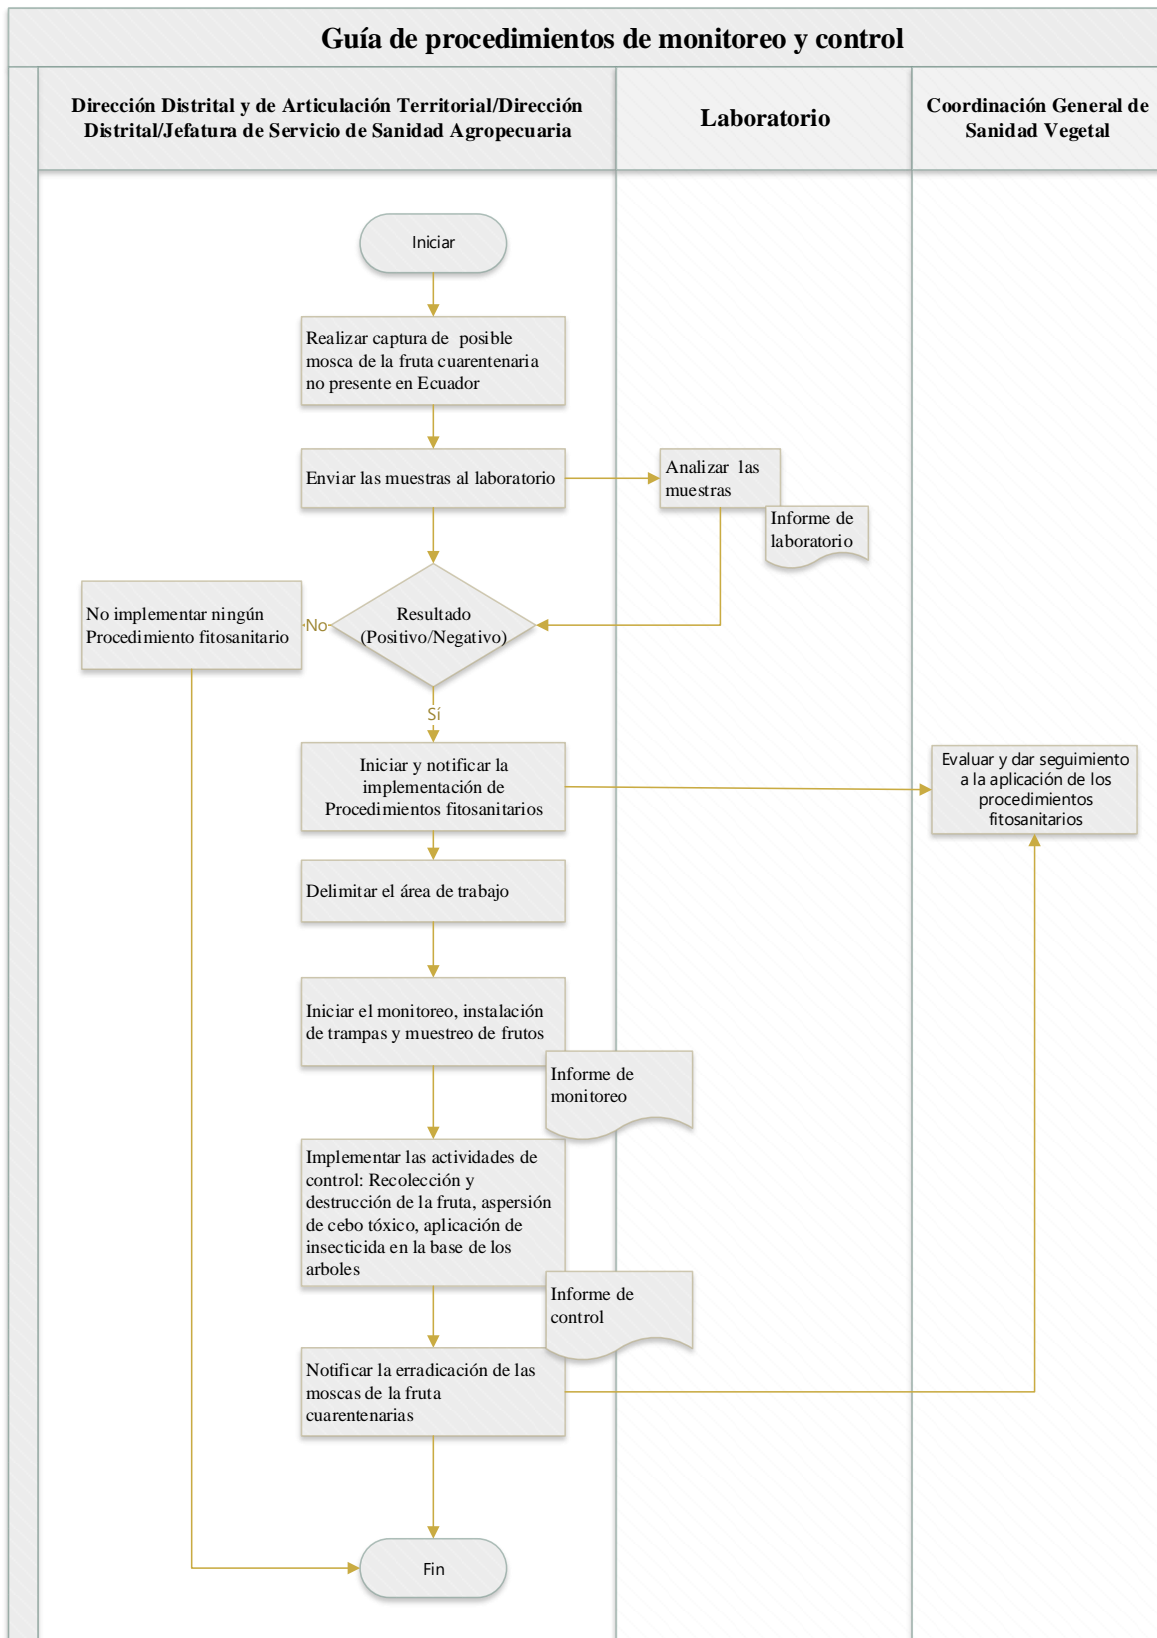 Guía de procedimientos de monitoreo y control
Dirección Distrital y de Articulación Territorial/Dirección
Distrital/Jefatura de Servicio de Sanidad Agropecuaria
Laboratorio
Coordinación General de
Sanidad Vegetal
Iniciar
Realizar captura de posible
mosca de la fruta cuarentenaria
no presente en Ecuador
Enviar las muestras al laboratorio
Analizar las
muestras
Informe de
laboratorio
No implementar ningún
Procedimiento fitosanitario
No
Resultado
(Positivo/Negativo)
Sí
Iniciar y notificar la
implementación de
Procedimientos fitosanitarios
Evaluar y dar seguimiento
a la aplicación de los
procedimientos
fitosanitarios
Delimitar el área de trabajo
Iniciar el monitoreo, instalación
de trampas y muestreo de frutos
Informe de
monitoreo
Implementar las actividades de
control: Recolección y
destrucción de la fruta, aspersión
de cebo tóxico, aplicación de
insecticida en la base de los
arboles
Informe de
control
Notificar la erradicación de las
moscas de la fruta
cuarentenarias
Fin